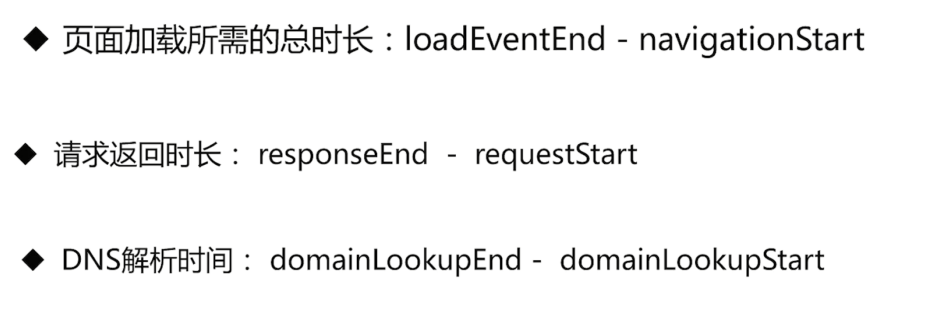 ◆ 页面加载所需的总时长：loadEventEnd - navigationStart
◆ 请求返回时长： responseEnd - requestStart
◆ DNS解析时间： domainLookupEnd - domainLookupStart